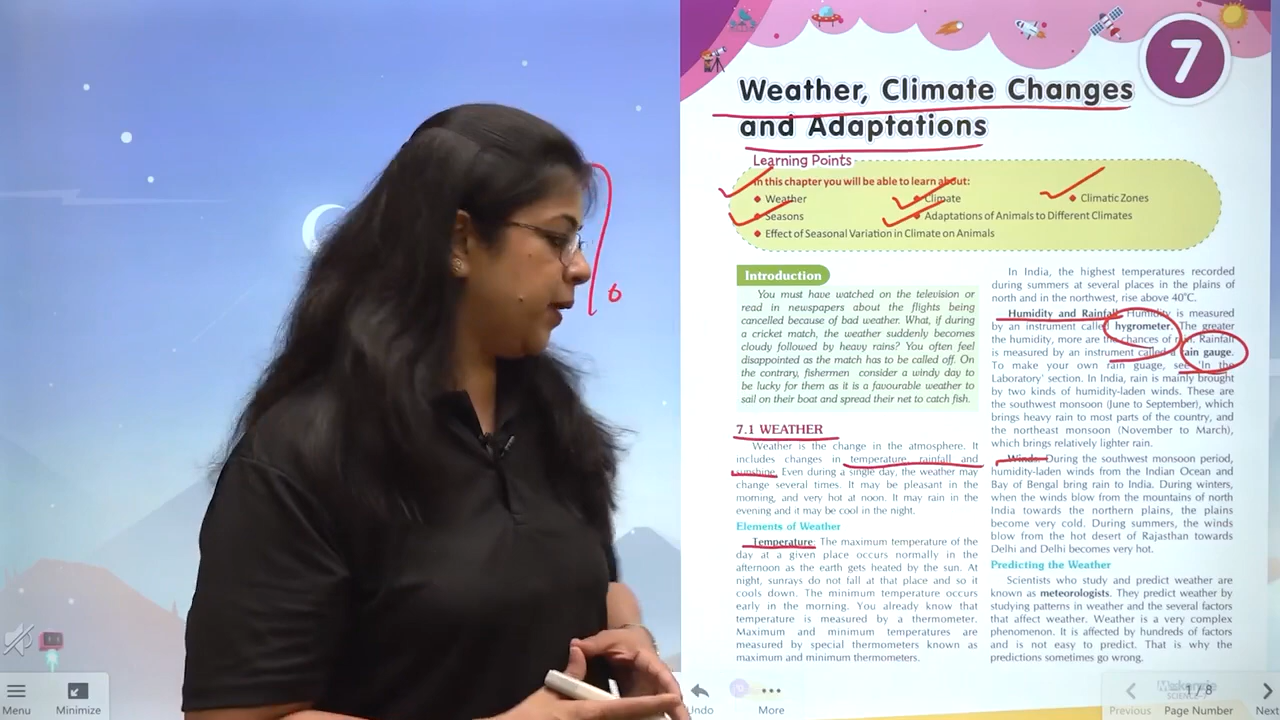 7
Weather, Climate Changes
and Adaptations
Learning Points
In this chapter you will be able to learn about:
Weather
Climate
Climatic Zones
Seasons
Adaptations of Animals to Different Climates
Effect of Seasonal Variation in Climate on Animals
Introduction
You must have watched on the television or
read in newspapers about the flights being
cancelled because of bad weather. What, if during
a cricket match, the weather suddenly becomes
cloudy followed by heavy rains? You often feel
disappointed as the match has to be called off. On
the contrary, fishermen consider a windy day to
be lucky for them as it is a favourable weather to
sail on their boat and spread their net to catch fish.
7.1 WEATHER
Weather is the change in the atmosphere. It
includes changes in temperature, rainfall and
sunshine. Even during a single day, the weather may
change several times. It may be pleasant in the
morning, and very hot at noon. It may rain in the
evening and it may be cool in the night.
Elements of Weather
Temperature: The maximum temperature of the
day at a given place occurs normally in the
afternoon as the earth gets heated by the sun. At
night, sunrays do not fall at that place and so it
cools down. The minimum temperature occurs
early in the morning. You already know that
temperature is measured by a thermometer.
Maximum and minimum temperatures are
measured by special thermometers known as
maximum and minimum thermometers.
In India, the highest temperatures recorded
during summers at several places in the plains of
north and in the northwest, rise above 40°C.
Humidity and Rainfall: Humidity is measured
by an instrument called hygrometer. The greater
the humidity, more are the chances of rain. Rainfall
is measured by an instrument called a rain gauge.
To make your own rain guage, see 'In the
Laboratory' section. In India, rain is mainly brought
by two kinds of humidity-laden winds. These are
the southwest monsoon (June to September), which
brings heavy rain to most parts of the country, and
the northeast monsoon (November to March),
which brings relatively lighter rain.
Winds: During the southwest monsoon period,
humidity-laden winds from the Indian Ocean and
Bay of Bengal bring rain to India. During winters,
when the winds blow from the mountains of north
India towards the northern plains, the plains
become very cold. During summers, the winds
blow from the hot desert of Rajasthan towards
Delhi and Delhi becomes very hot.
Predicting the Weather
Scientists who study and predict weather are
known as meteorologists. They predict weather by
studying patterns in weather and the several factors
that affect weather. Weather is a very complex
phenomenon. It is affected by hundreds of factors
and is not easy to predict. That is why the
predictions sometimes go wrong.
6
Menu
Minimize
Undo
More
Previous
1/8
Page Number
Next